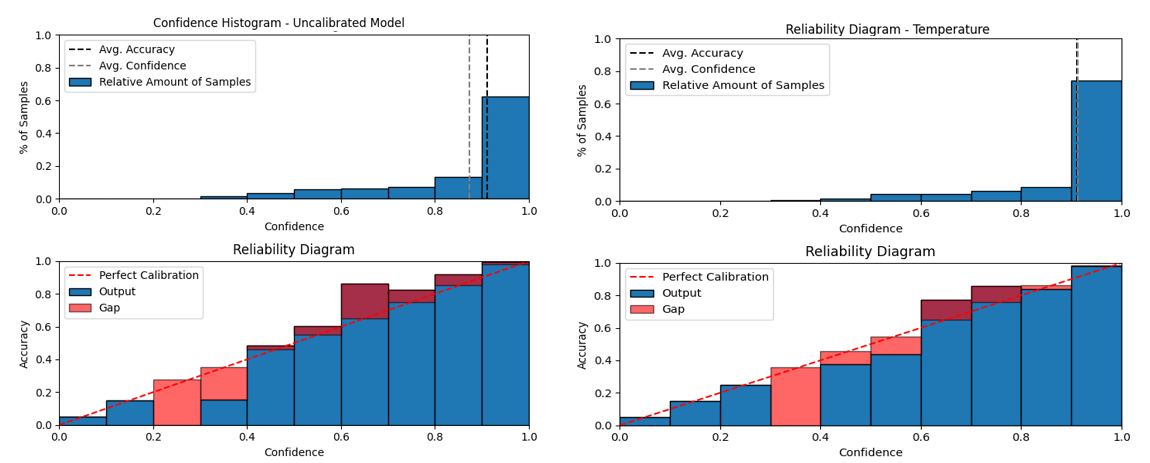 Confidence Histogram - Uncalibrated Model
1.0
0.8
0.6
0.4
0.2
0.0
% of Samples
Avg. Accuracy
Avg. Confidence
Relative Amount of Samples
0.0 0.2 0.4 0.6 0.8 1.0
Confidence
Reliability Diagram
1.0
0.8
0.6
0.4
0.2
0.0
Accuracy
Perfect Calibration
Output
Gap
0.0 0.2 0.4 0.6 0.8 1.0
Confidence
Reliability Diagram - Temperature
1.0
0.8
0.6
0.4
0.2
0.0
% of Samples
Avg. Accuracy
Avg. Confidence
Relative Amount of Samples
0.0 0.2 0.4 0.6 0.8 1.0
Confidence
Reliability Diagram
1.0
0.8
0.6
0.4
0.2
0.0
Accuracy
Perfect Calibration
Output
Gap
0.0 0.2 0.4 0.6 0.8 1.0
Confidence